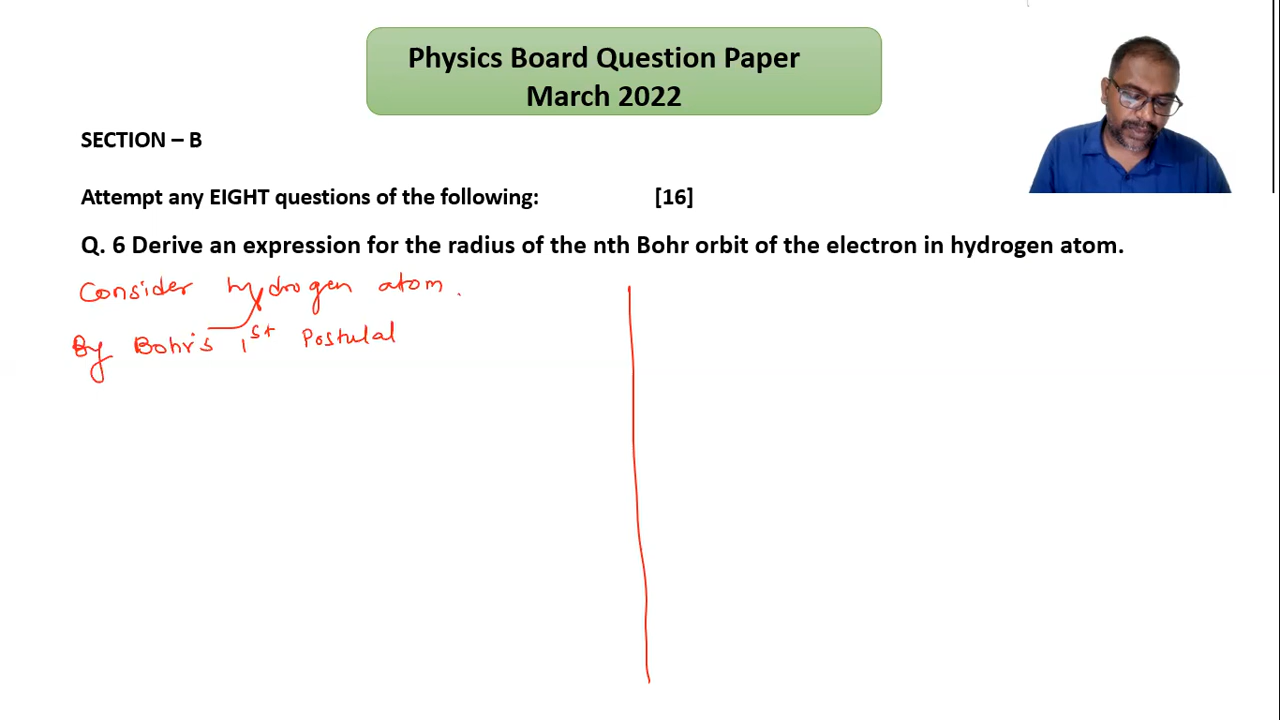 Physics Board Question Paper
March 2022
SECTION – B
Attempt any EIGHT questions of the following: [16]
Q. 6 Derive an expression for the radius of the nth Bohr orbit of the electron in hydrogen atom.
Consider hydrogen atom.
By Bohr's 1st Postulat